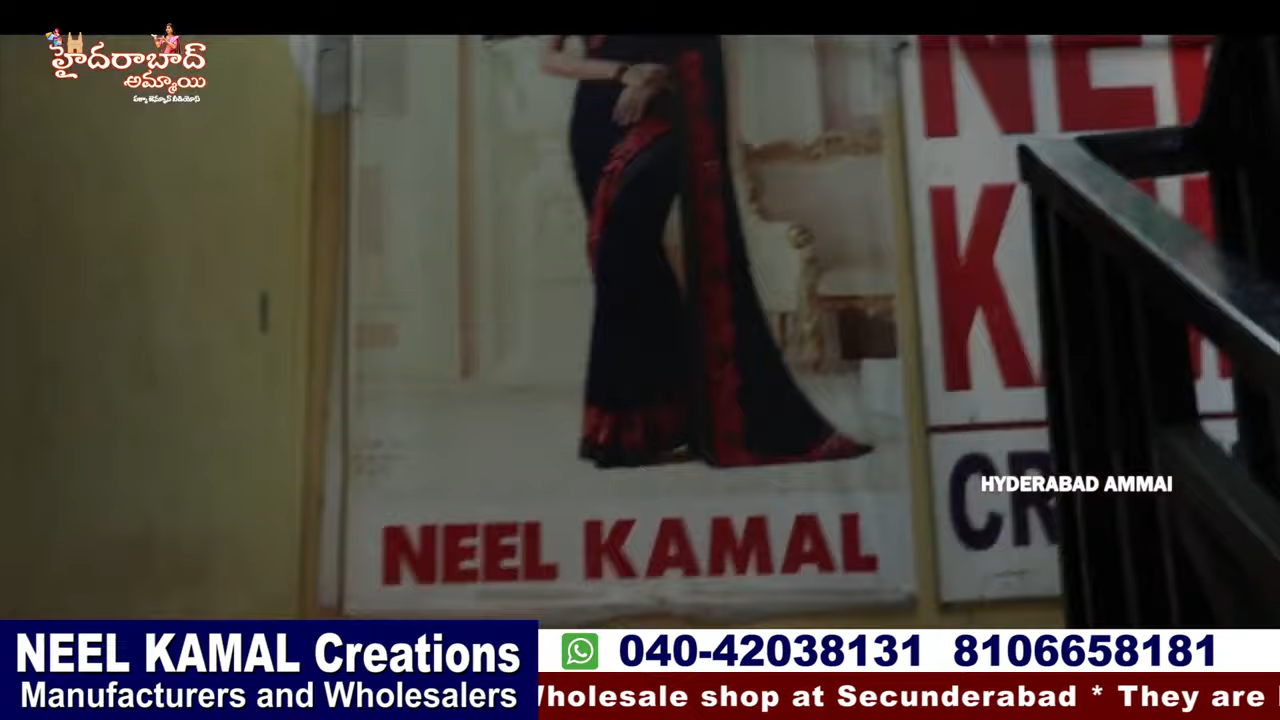 హైదరాబాద్
అమ్మాయి
NEEL KAMAL
HYDERABAD AMMAI
NEEL KAMAL Creations
Manufacturers and Wholesalers
040-42038131 8106658181
Wholesale shop at Secunderabad * They are